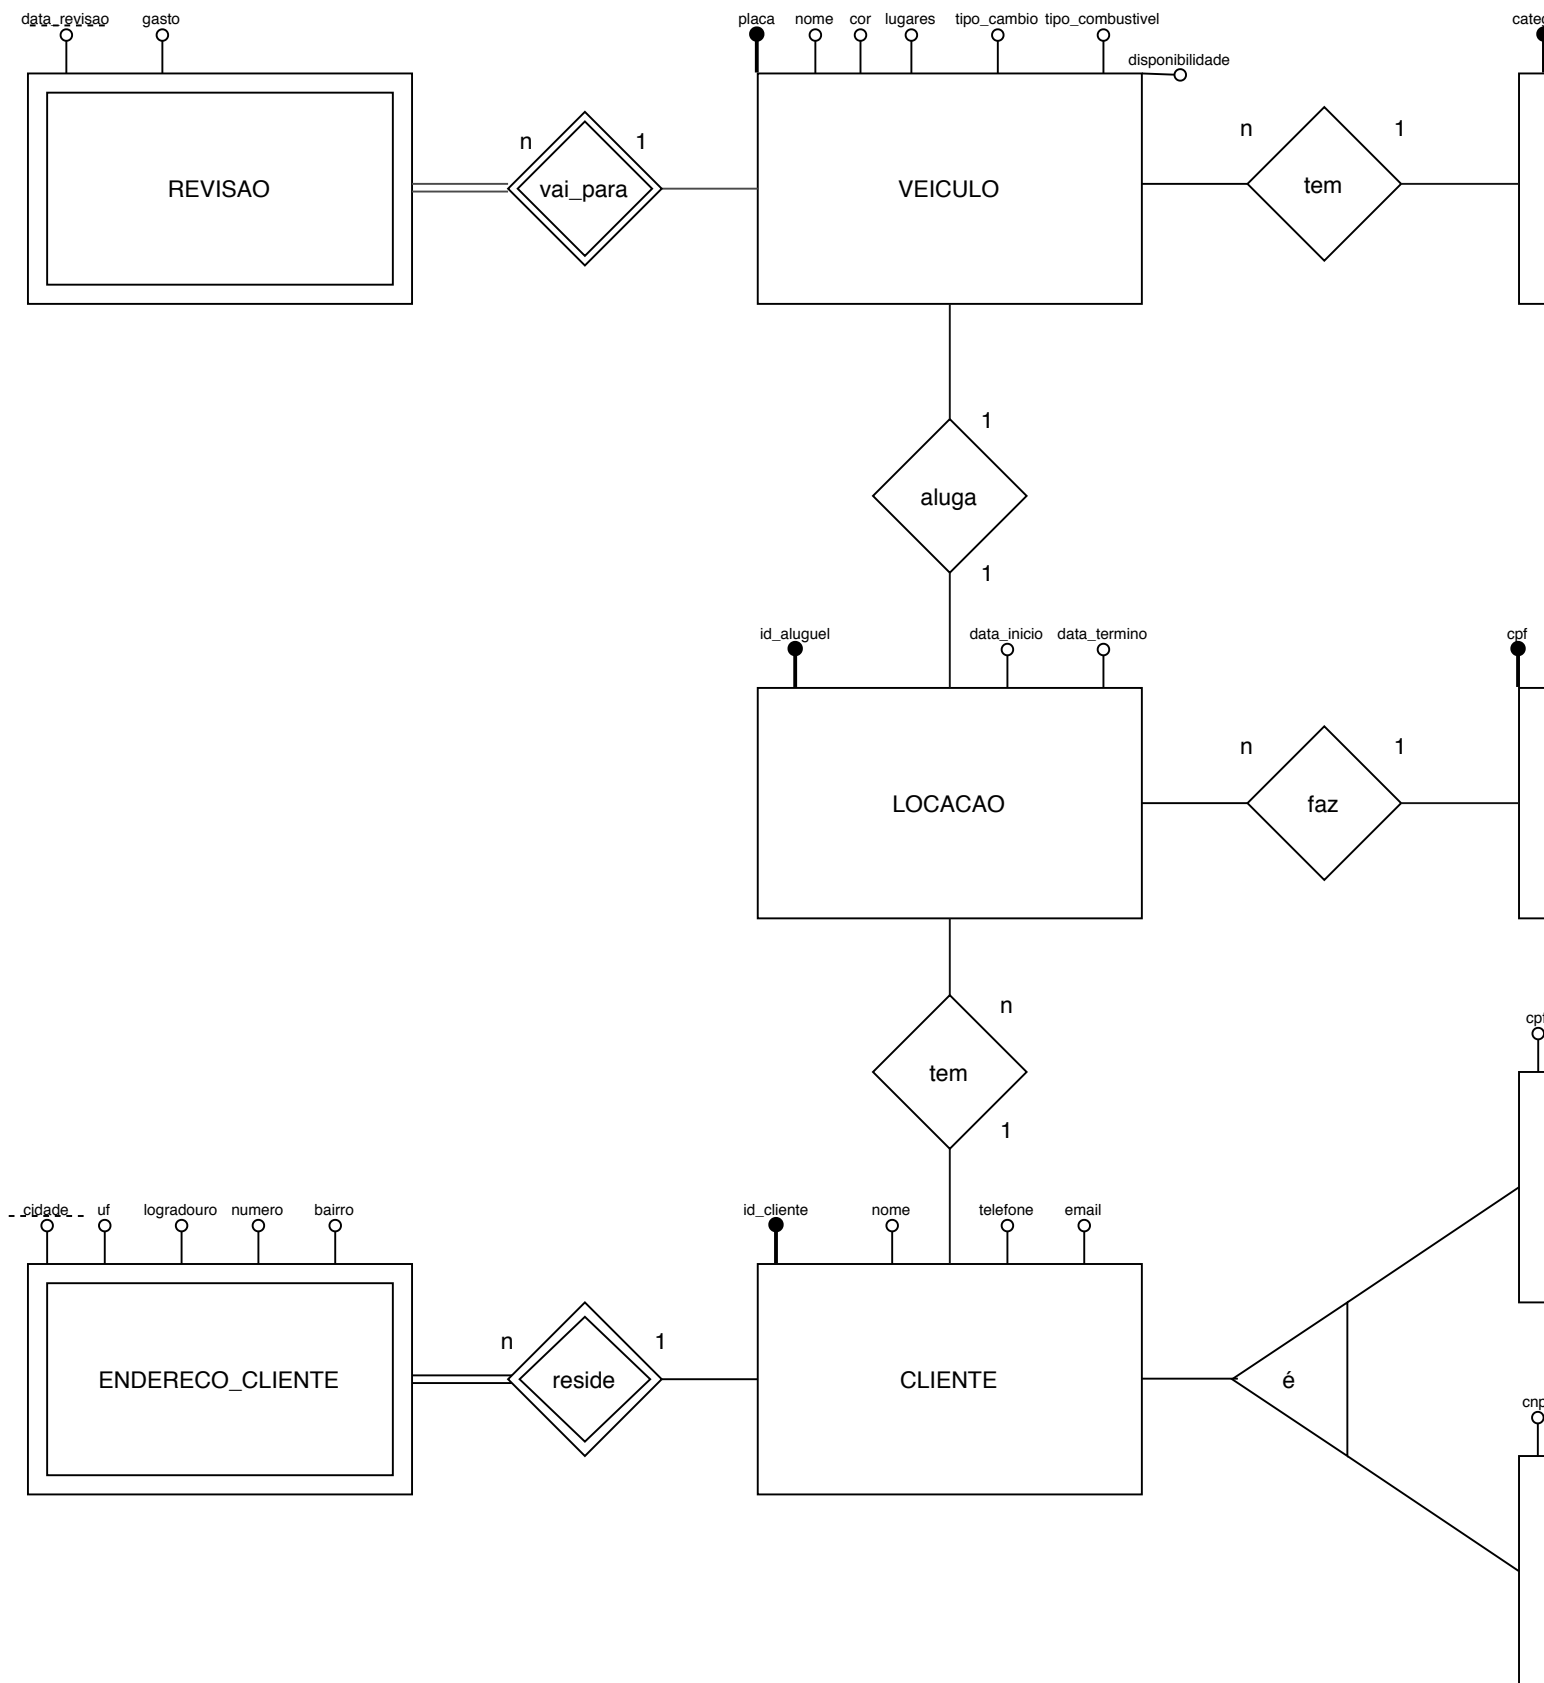 data_revisao gasto
placa nome cor lugares tipo_cambio tipo_combustivel
disponibilidade
n 1 n 1
REVISAO vai_para VEICULO tem
1
aluga
1
id_aluguel data_inicio data_termino cpf
n 1
LOCACAO faz
n
tem
1
cidade uf logradouro numero bairro
id_cliente nome telefone email
n 1
ENDERECO_CLIENTE reside CLIENTE é